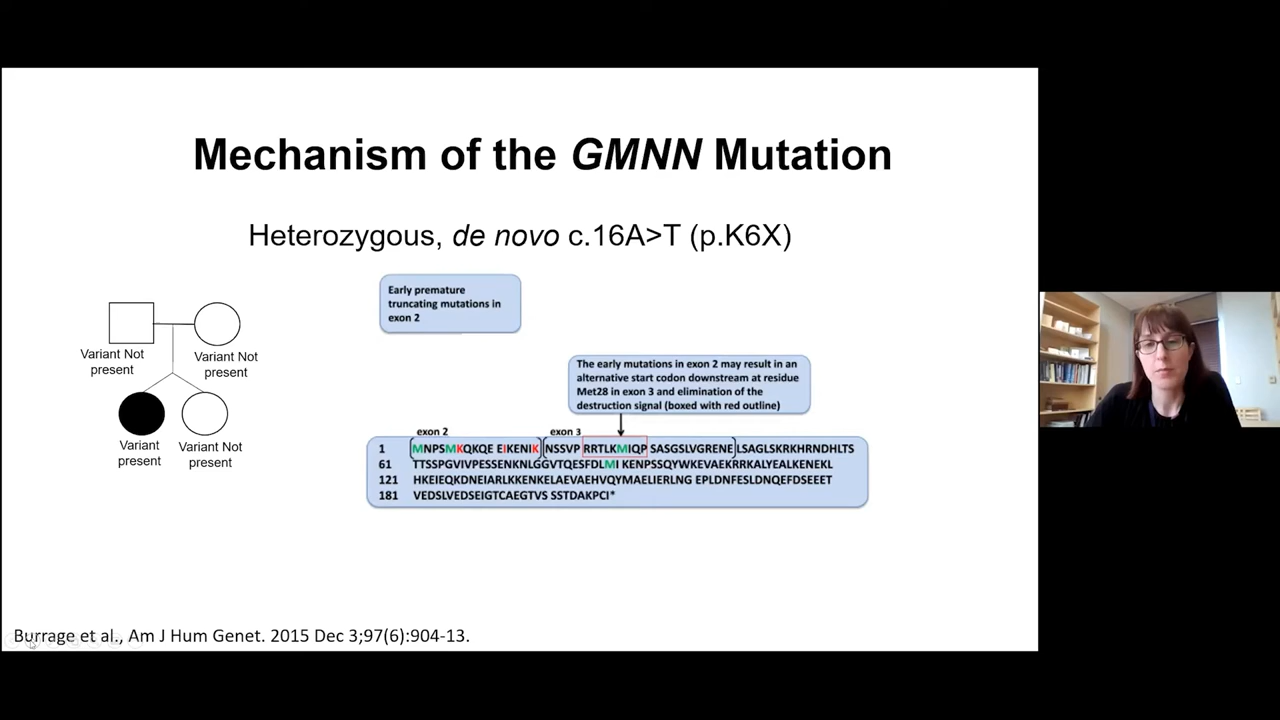 Mechanism of the GMNN Mutation
Heterozygous, de novo c.16A>T (p.K6X)
Early premature
truncating mutations in
exon 2
Variant Not
present
Variant Not
present
Variant
present
Variant Not
present
The early mutations in exon 2 may result in an
alternative start codon downstream at residue
Met28 in exon 3 and elimination of the
destruction signal (boxed with red outline)
exon 2 exon 3
1 MNPSMKQKQE EIKENIK NSSVP RRTLKMIQP SASGSLVGRENE LSAGLSKRKHRNDHLTS
61 TTSSPGVIVPESSENKNLGGVTQESFDLMI KENPSSQYWKEVAEKRRKALYEALKENEKL
121 HKEIEQKDNEIARLKKENKELAEVAEHVQYMAELIERLNG EPLDNFESLDNQEFDSEEET
181 VEDSLVEDSEIGTCAEGTVS SSTDAKPCI*
Burrage et al., Am J Hum Genet. 2015 Dec 3;97(6):904-13.